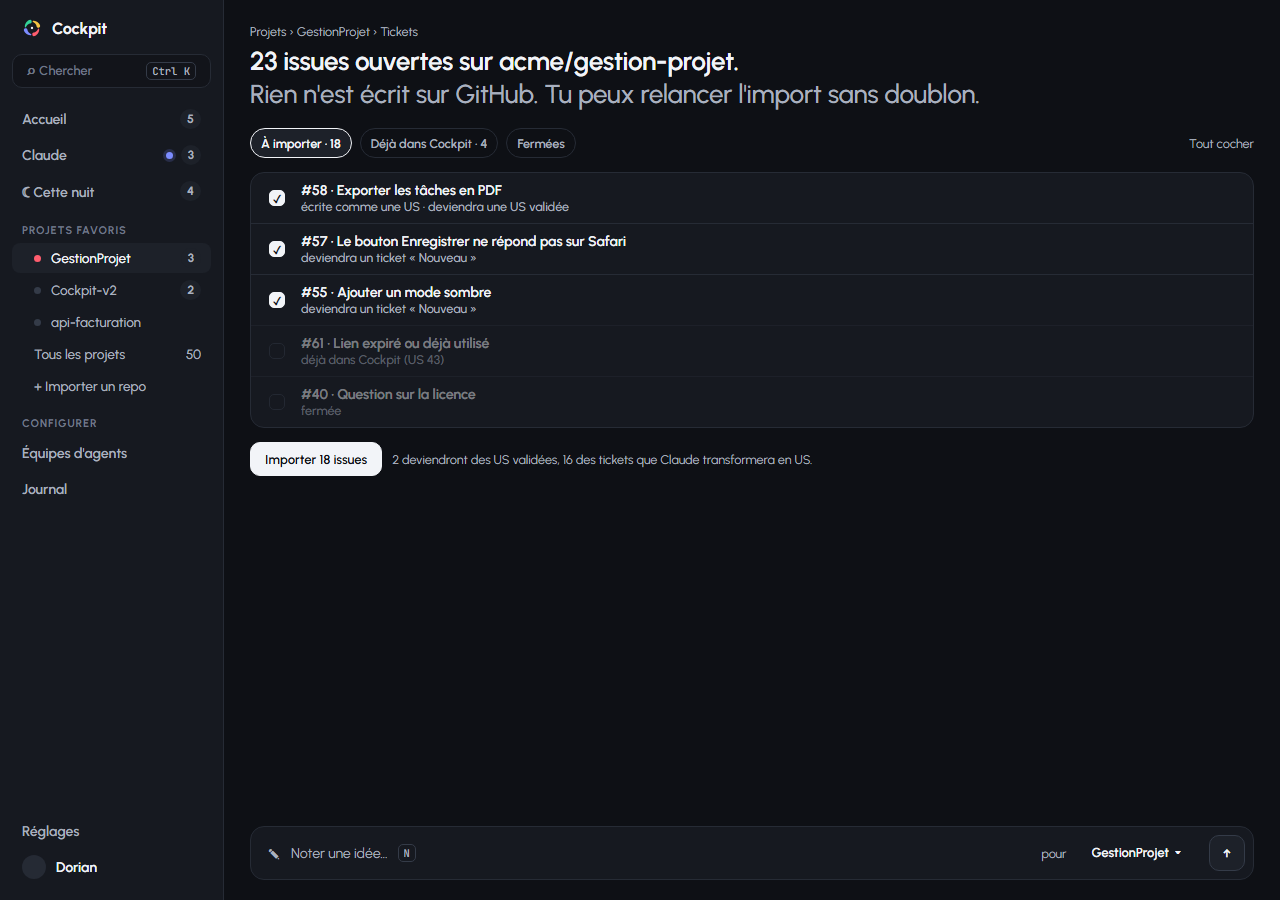 Cockpit
Chercher Ctrl K
Accueil 5
Claude 3
Cette nuit 4
PROJETS FAVORIS
GestionProjet 3
Cockpit-v2 2
api-facturation
Tous les projets 50
+ Importer un repo
CONFIGURER
Équipes d'agents
Journal
Réglages
Dorian
Projets › GestionProjet › Tickets
23 issues ouvertes sur acme/gestion-projet.
Rien n'est écrit sur GitHub. Tu peux relancer l'import sans doublon.
À importer · 18 Déjà dans Cockpit · 4 Fermées Tout cocher
#58 · Exporter les tâches en PDF
écrite comme une US · deviendra une US validée
#57 · Le bouton Enregistrer ne répond pas sur Safari
deviendra un ticket « Nouveau »
#55 · Ajouter un mode sombre
deviendra un ticket « Nouveau »
#61 · Lien expiré ou déjà utilisé
déjà dans Cockpit (US 43)
#40 · Question sur la licence
fermée
Importer 18 issues 2 deviendront des US validées, 16 des tickets que Claude transformera en US.
Noter une idée... N pour GestionProjet